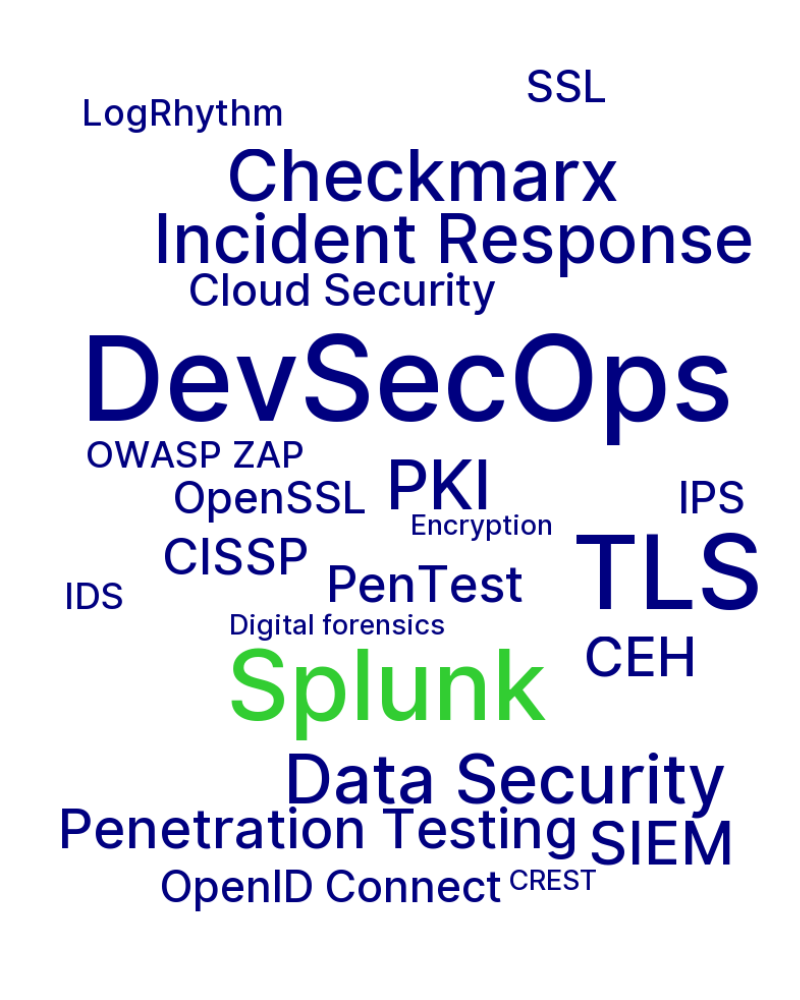 SSL
LogRhythm
Checkmarx
Incident Response
Cloud Security
DevSecOps
OWASP ZAP
OpenSSL
PKI
IPS
Encryption
CISSP
TLS
PenTest
IDS
Digital forensics
CEH
Splunk
Data Security
Penetration Testing
SIEM
OpenID Connect
CREST